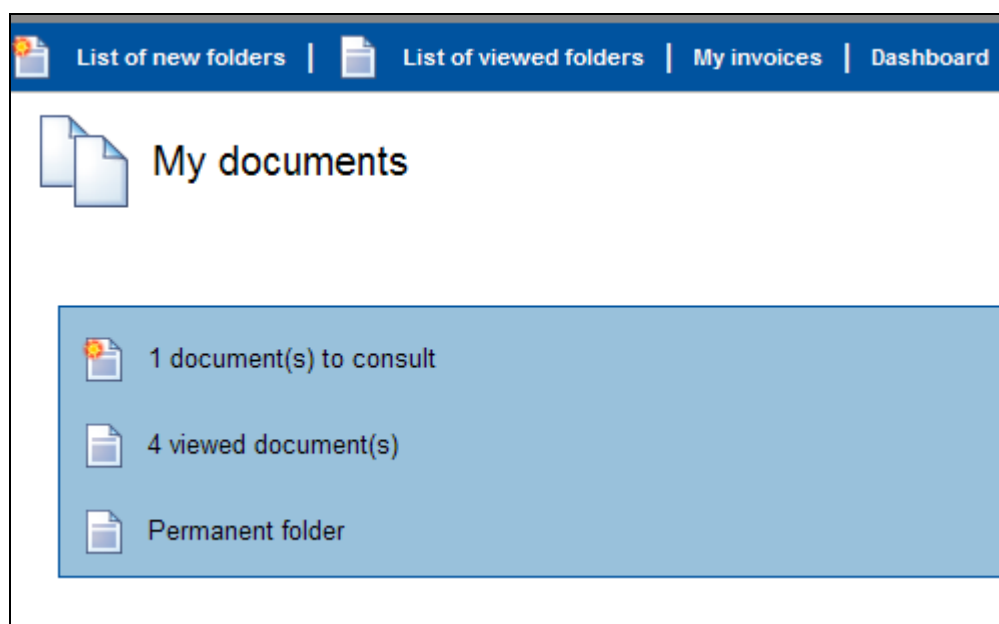 List of new folders | List of viewed folders | My invoices | Dashboard
My documents
1 document(s) to consult
4 viewed document(s)
Permanent folder